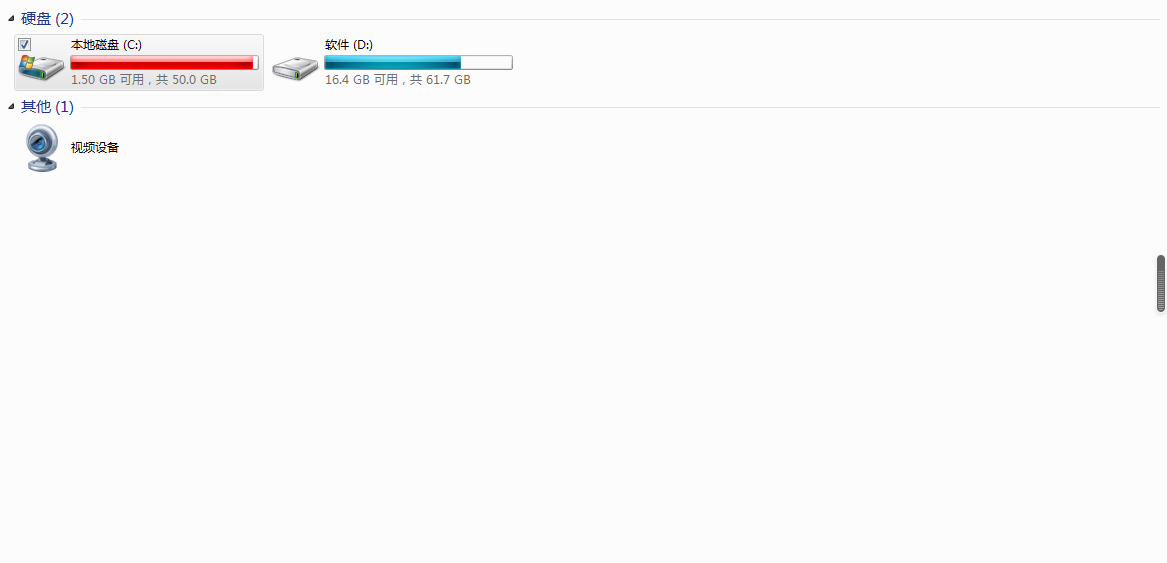 硬盘 (2)
本地磁盘 (C:)
1.50 GB 可用，共 50.0 GB
软件 (D:)
16.4 GB 可用，共 61.7 GB
其他 (1)
视频设备